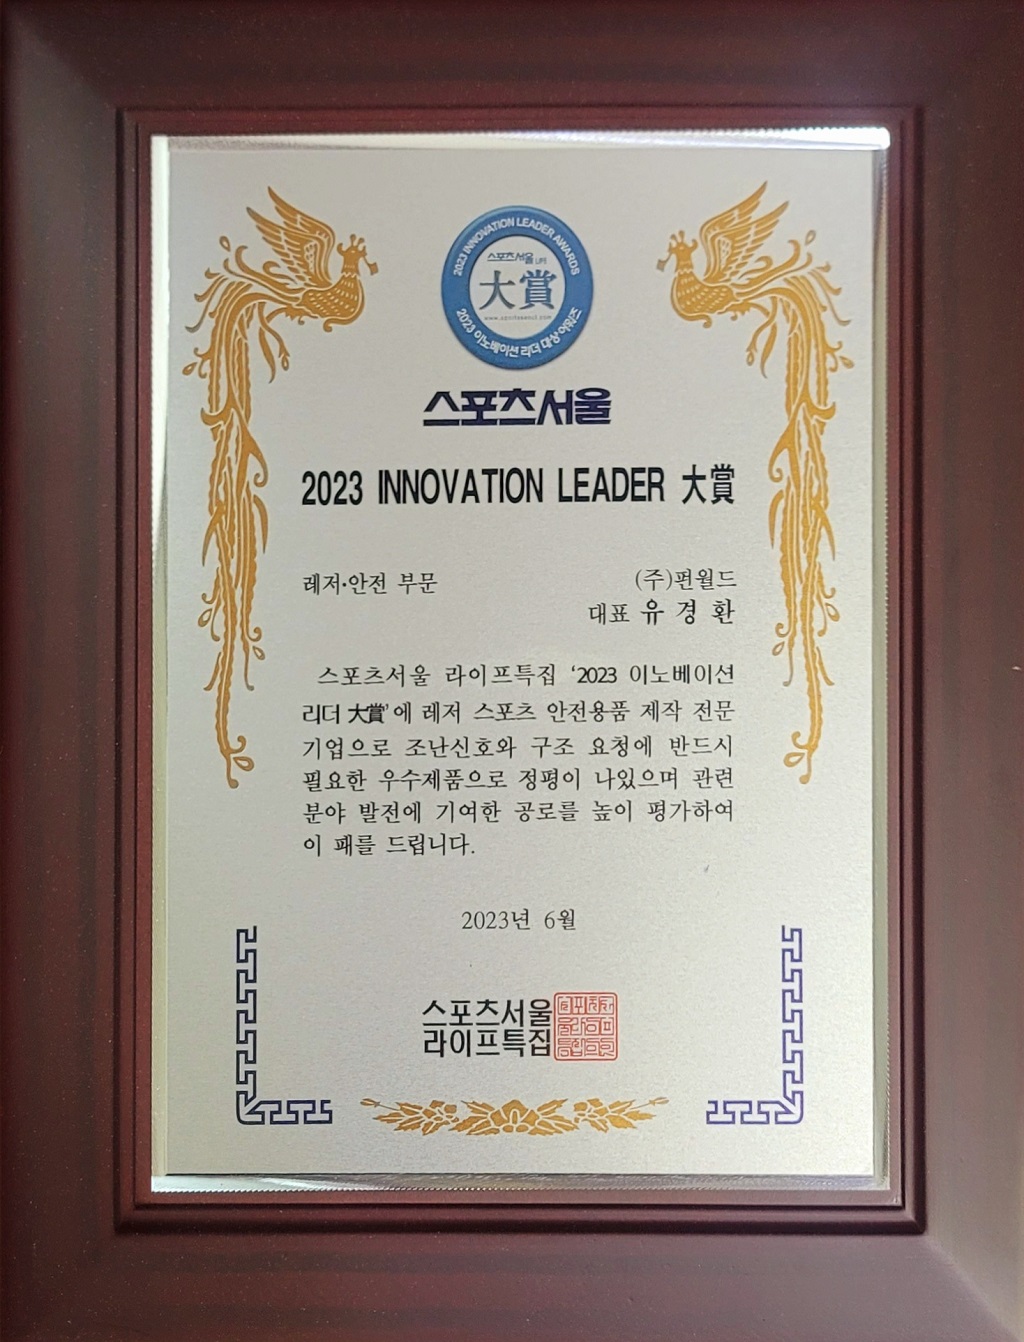 2023 INNOVATION LEADER AWARDS
스포츠서울 LIFE
大賞
www.sportsseoul.com
2023 이노베이션 리더 대상 어워즈
스포츠서울
2023 INNOVATION LEADER 大賞
레저·안전 부문
(주)펀월드
대표 유 경 환
스포츠서울 라이프특집 '2023 이노베이션
리더 大賞'에 레저 스포츠 안전용품 제작 전문
기업으로 조난신호와 구조 요청에 반드시
필요한 우수제품으로 정평이 나있으며 관련
분야 발전에 기여한 공로를 높이 평가하여
이 패를 드립니다.
2023년 6월
스포츠서울
라이프특집